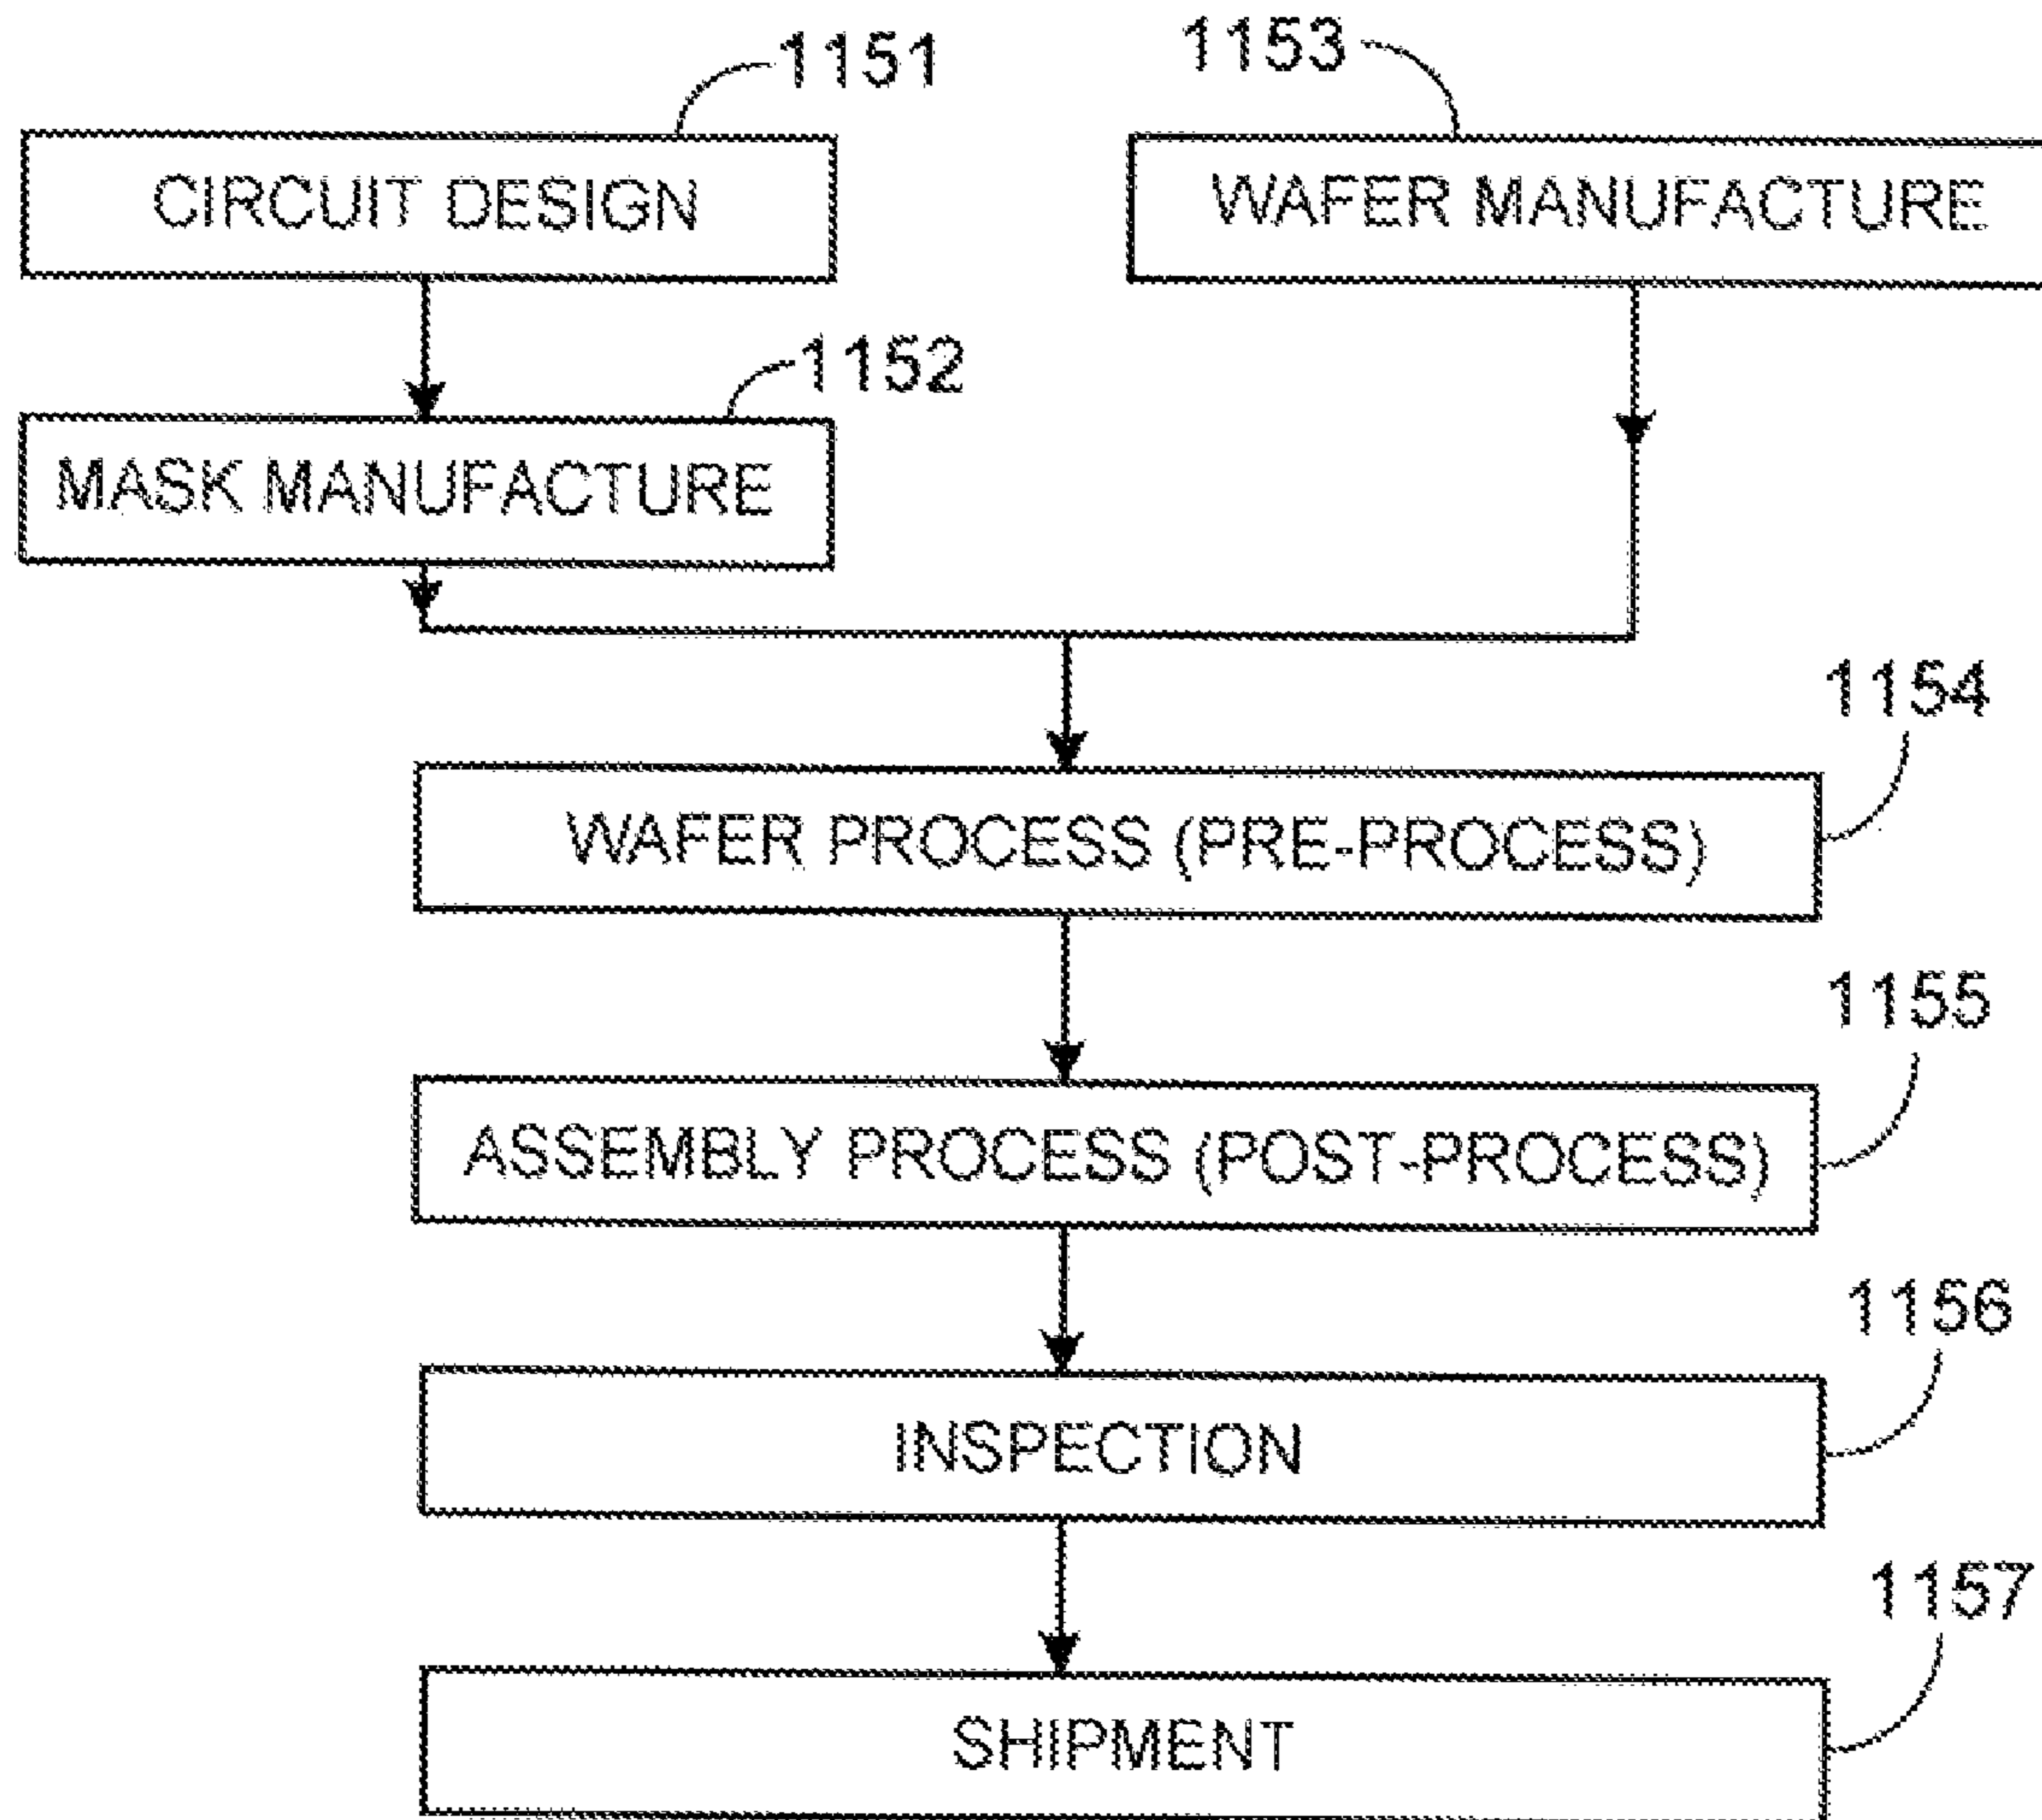 1151
1153
CIRCUIT DESIGN
WAFER MANUFACTURE
1152
MASK MANUFACTURE
1154
WAFER PROCESS (PRE-PROCESS)
1155
ASSEMBLY PROCESS (POST-PROCESS)
1156
INSPECTION
1157
SHIPMENT